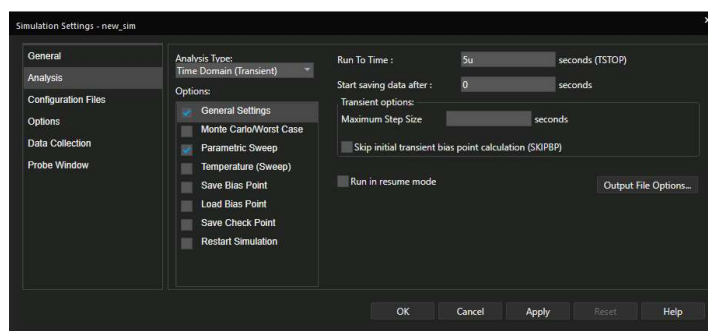 Simulation Settings - new_sim
General
Analysis
Configuration Files
Options
Data Collection
Probe Window
Analysis Type:
Time Domain (Transient)
Options:
General Settings
Monte Carlo/Worst Case
Parametric Sweep
Temperature (Sweep)
Save Bias Point
Load Bias Point
Save Check Point
Restart Simulation
Run To Time : 5u seconds (TSTOP)
Start saving data after : 0 seconds
Transient options:
Maximum Step Size seconds
Skip initial transient bias point calculation (SKIPBP)
Run in resume mode
Output File Options...
OK Cancel Apply Reset Help